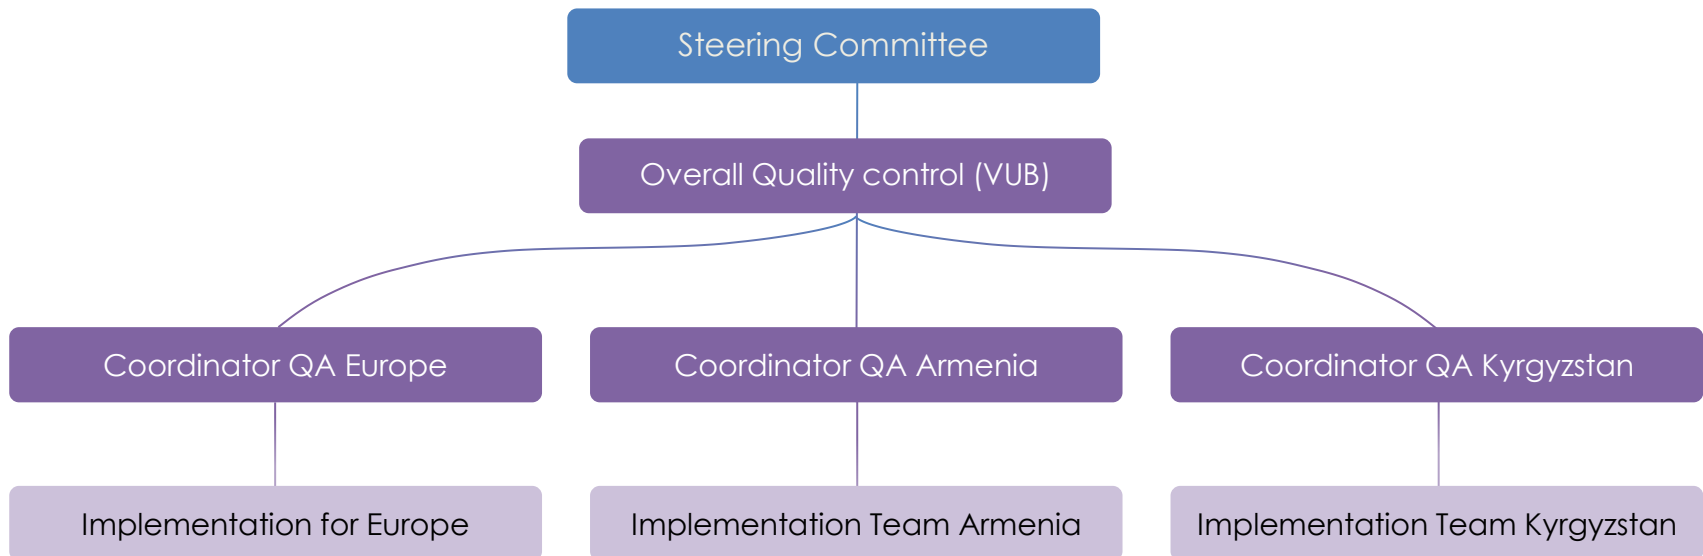 Steering Committee
Overall Quality control (VUB)
Coordinator QA Europe
Coordinator QA Armenia
Coordinator QA Kyrgyzstan
Implementation for Europe
Implementation Team Armenia
Implementation Team Kyrgyzstan